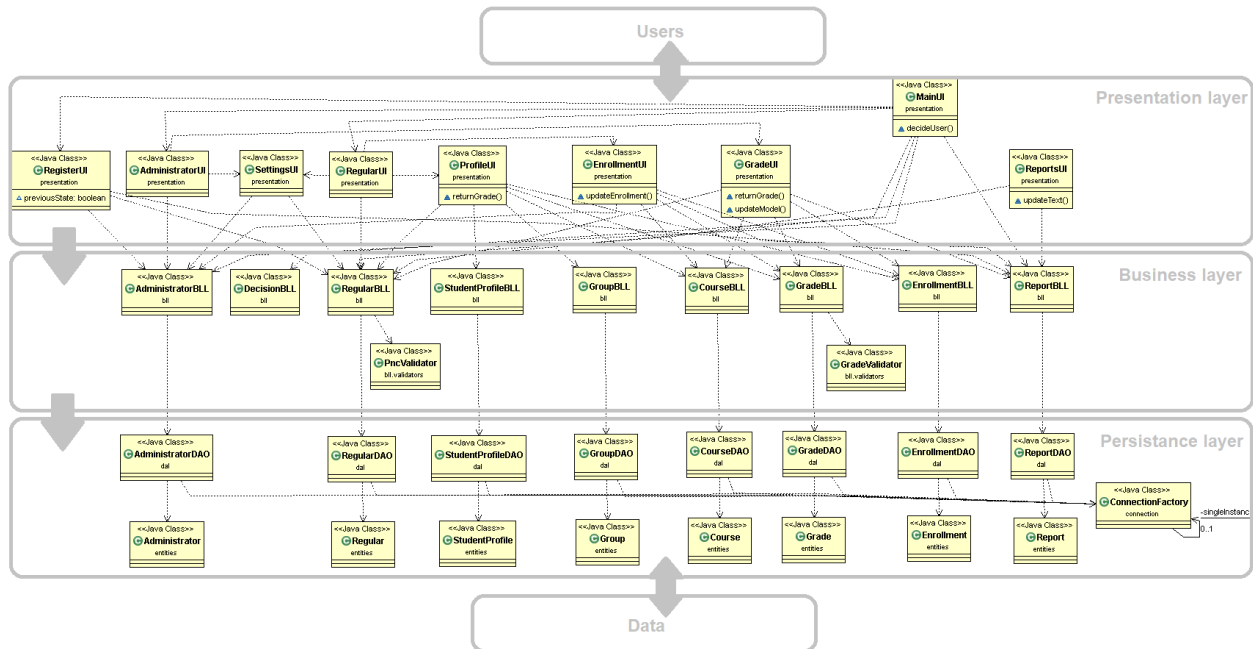 Users
Presentation layer
<<Java Class>>
MainUI
presentation
decideUser()
<<Java Class>>
RegisterUI
presentation
previousState: boolean
<<Java Class>>
AdministratorUI
presentation
<<Java Class>>
SettingsUI
presentation
<<Java Class>>
RegularUI
presentation
<<Java Class>>
ProfileUI
presentation
returnGrade()
<<Java Class>>
EnrollmentUI
presentation
updateEnrollment()
<<Java Class>>
GradeUI
presentation
returnGrade()
updateModel()
<<Java Class>>
ReportsUI
presentation
updateText()
Business layer
<<Java Class>>
AdministratorBLL
bll
<<Java Class>>
DecisionBLL
bll
<<Java Class>>
RegularBLL
bll
<<Java Class>>
StudentProfileBLL
bll
<<Java Class>>
GroupBLL
bll
<<Java Class>>
CourseBLL
bll
<<Java Class>>
GradeBLL
bll
<<Java Class>>
EnrollmentBLL
bll
<<Java Class>>
ReportBLL
bll
<<Java Class>>
PncValidator
bll.validators
<<Java Class>>
GradeValidator
bll.validators
Persistance layer
<<Java Class>>
AdministratorDAO
dal
<<Java Class>>
RegularDAO
dal
<<Java Class>>
StudentProfileDAO
dal
<<Java Class>>
GroupDAO
dal
<<Java Class>>
CourseDAO
dal
<<Java Class>>
GradeDAO
dal
<<Java Class>>
EnrollmentDAO
dal
<<Java Class>>
ReportDAO
dal
<<Java Class>>
ConnectionFactory
connection
-singleInstanc
0..1
<<Java Class>>
Administrator
entities
<<Java Class>>
Regular
entities
<<Java Class>>
StudentProfile
entities
<<Java Class>>
Group
entities
<<Java Class>>
Course
entities
<<Java Class>>
Grade
entities
<<Java Class>>
Enrollment
entities
<<Java Class>>
Report
entities
Data